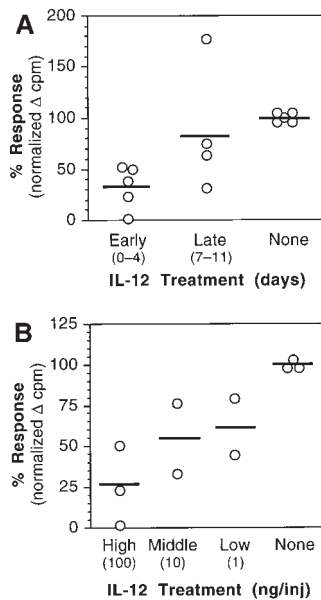 A
% Response
(normalized Δ cpm)
200
150
100
50
0
Early Late None
(0–4) (7–11)
IL-12 Treatment (days)
B
% Response
(normalized Δ cpm)
125
100
75
50
25
0
High Middle Low None
(100) (10) (1)
IL-12 Treatment (ng/inj)